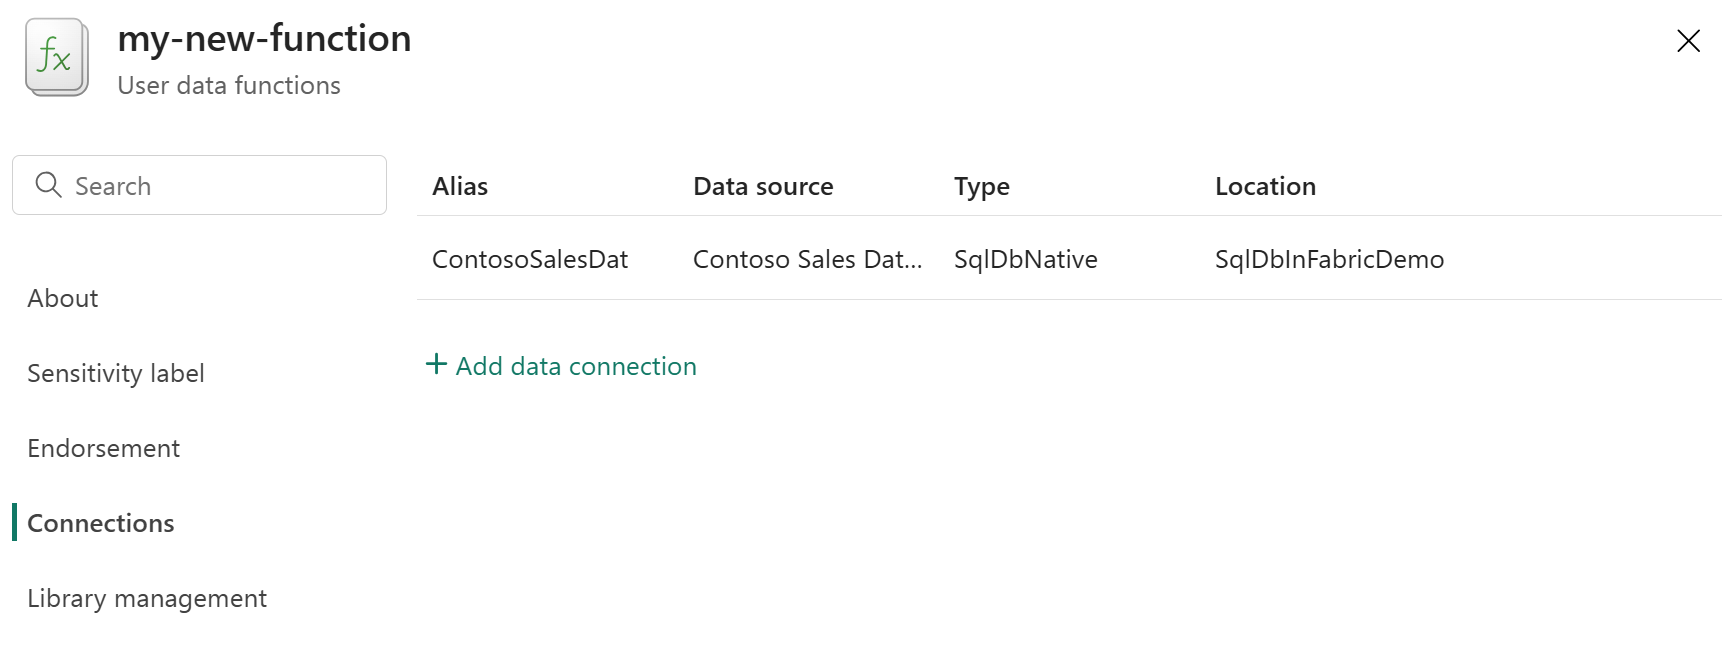 my-new-function
User data functions
Search
About
Sensitivity label
Endorsement
Connections
Library management
Alias Data source Type Location
ContosoSalesDat Contoso Sales Dat... SqlDbNative SqlDbInFabricDemo
+ Add data connection